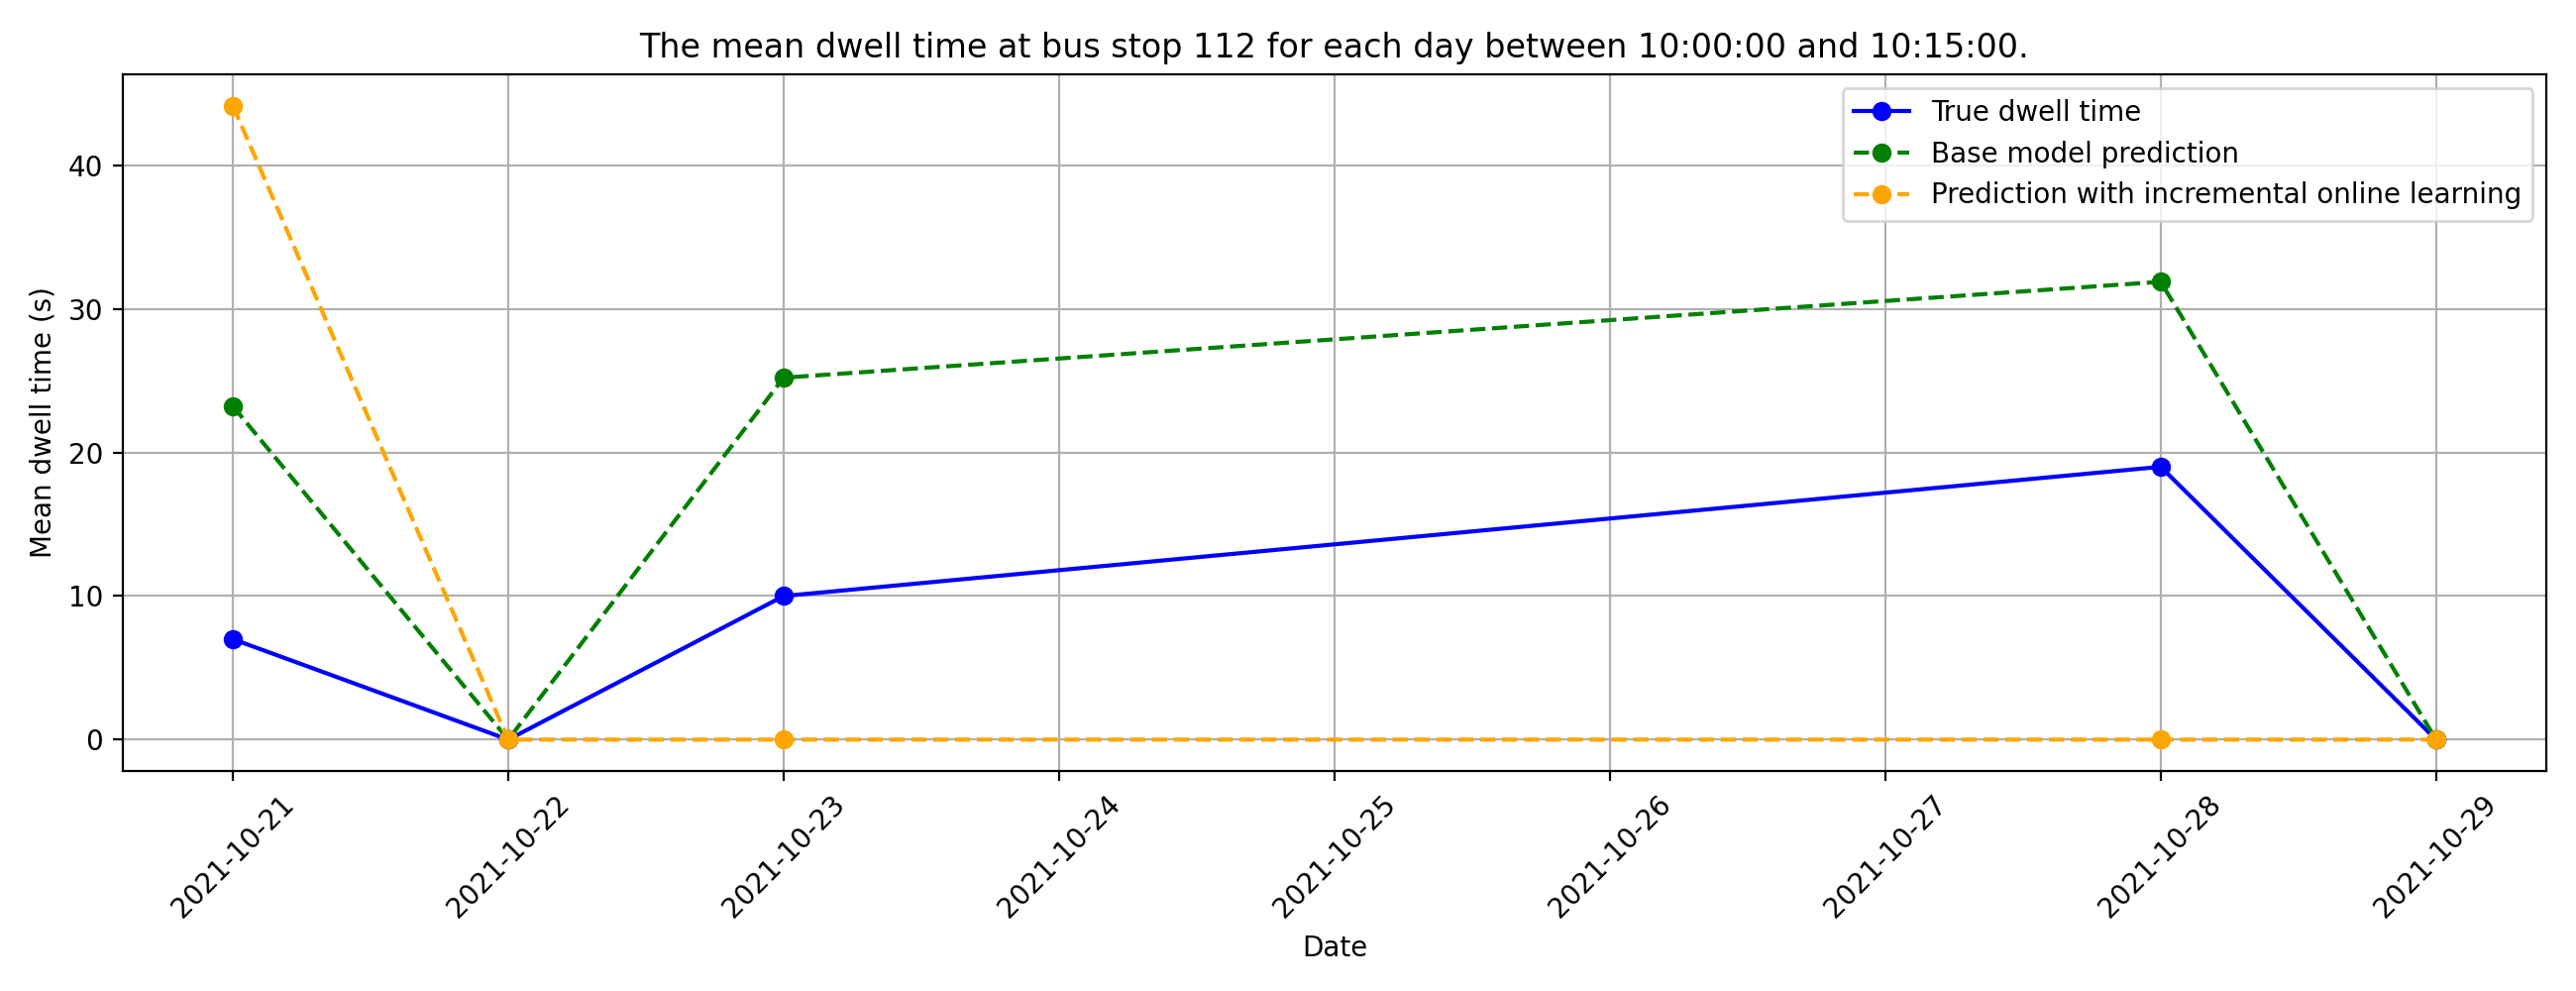 The mean dwell time at bus stop 112 for each day between 10:00:00 and 10:15:00.
True dwell time
Base model prediction
Prediction with incremental online learning
Mean dwell time (s)
40
30
20
10
0
2021-10-21
2021-10-22
2021-10-23
2021-10-24
2021-10-25
2021-10-26
2021-10-27
2021-10-28
2021-10-29
Date